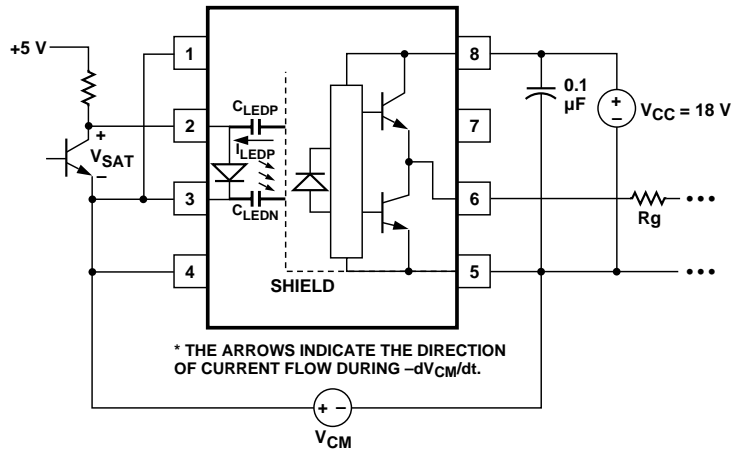 +5 V
1
8
0.1
µF
+
–
VCC = 18 V
CLEDP
2
+
VSAT
–
ILEDP
7
3
CLEDN
6
Rg
4
5
SHIELD
* THE ARROWS INDICATE THE DIRECTION
OF CURRENT FLOW DURING –dVCM/dt.
+ –
VCM